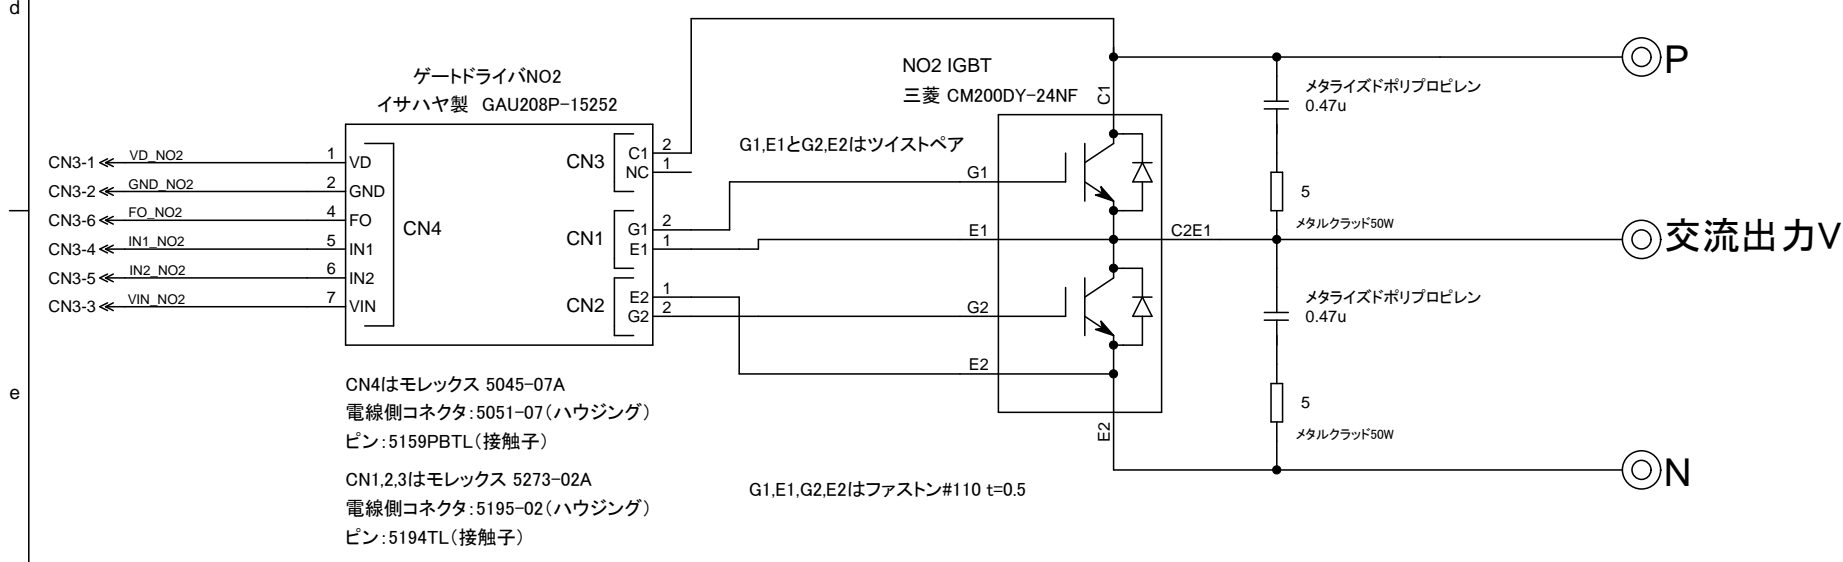 d
e
ゲートドライバNO2
イサハヤ製 GAU208P-15252
CN3-1 VD_NO2 1 VD
CN3-2 GND_NO2 2 GND
CN3-6 FO_NO2 4 FO
CN3-4 IN1_NO2 5 IN1
CN3-5 IN2_NO2 6 IN2
CN3-3 VIN_NO2 7 VIN
CN4
CN3
C1 2
NC 1
CN1
G1 2
E1 1
CN2
E2 1
G2 2
CN4はモレックス 5045-07A
電線側コネクタ:5051-07(ハウジング)
ピン:5159PBTL(接触子)
CN1,2,3はモレックス 5273-02A
電線側コネクタ:5195-02(ハウジング)
ピン:5194TL(接触子)
NO2 IGBT
三菱 CM200DY-24NF
G1,E1とG2,E2はツイストペア
C1
G1
E1
C2E1
G2
E2
E2
G1,E1,G2,E2はファストン#110 t=0.5
メタライズドポリプロピレン
0.47u
5
メタルクラッド50W
メタライズドポリプロピレン
0.47u
5
メタルクラッド50W
P
交流出力V
N